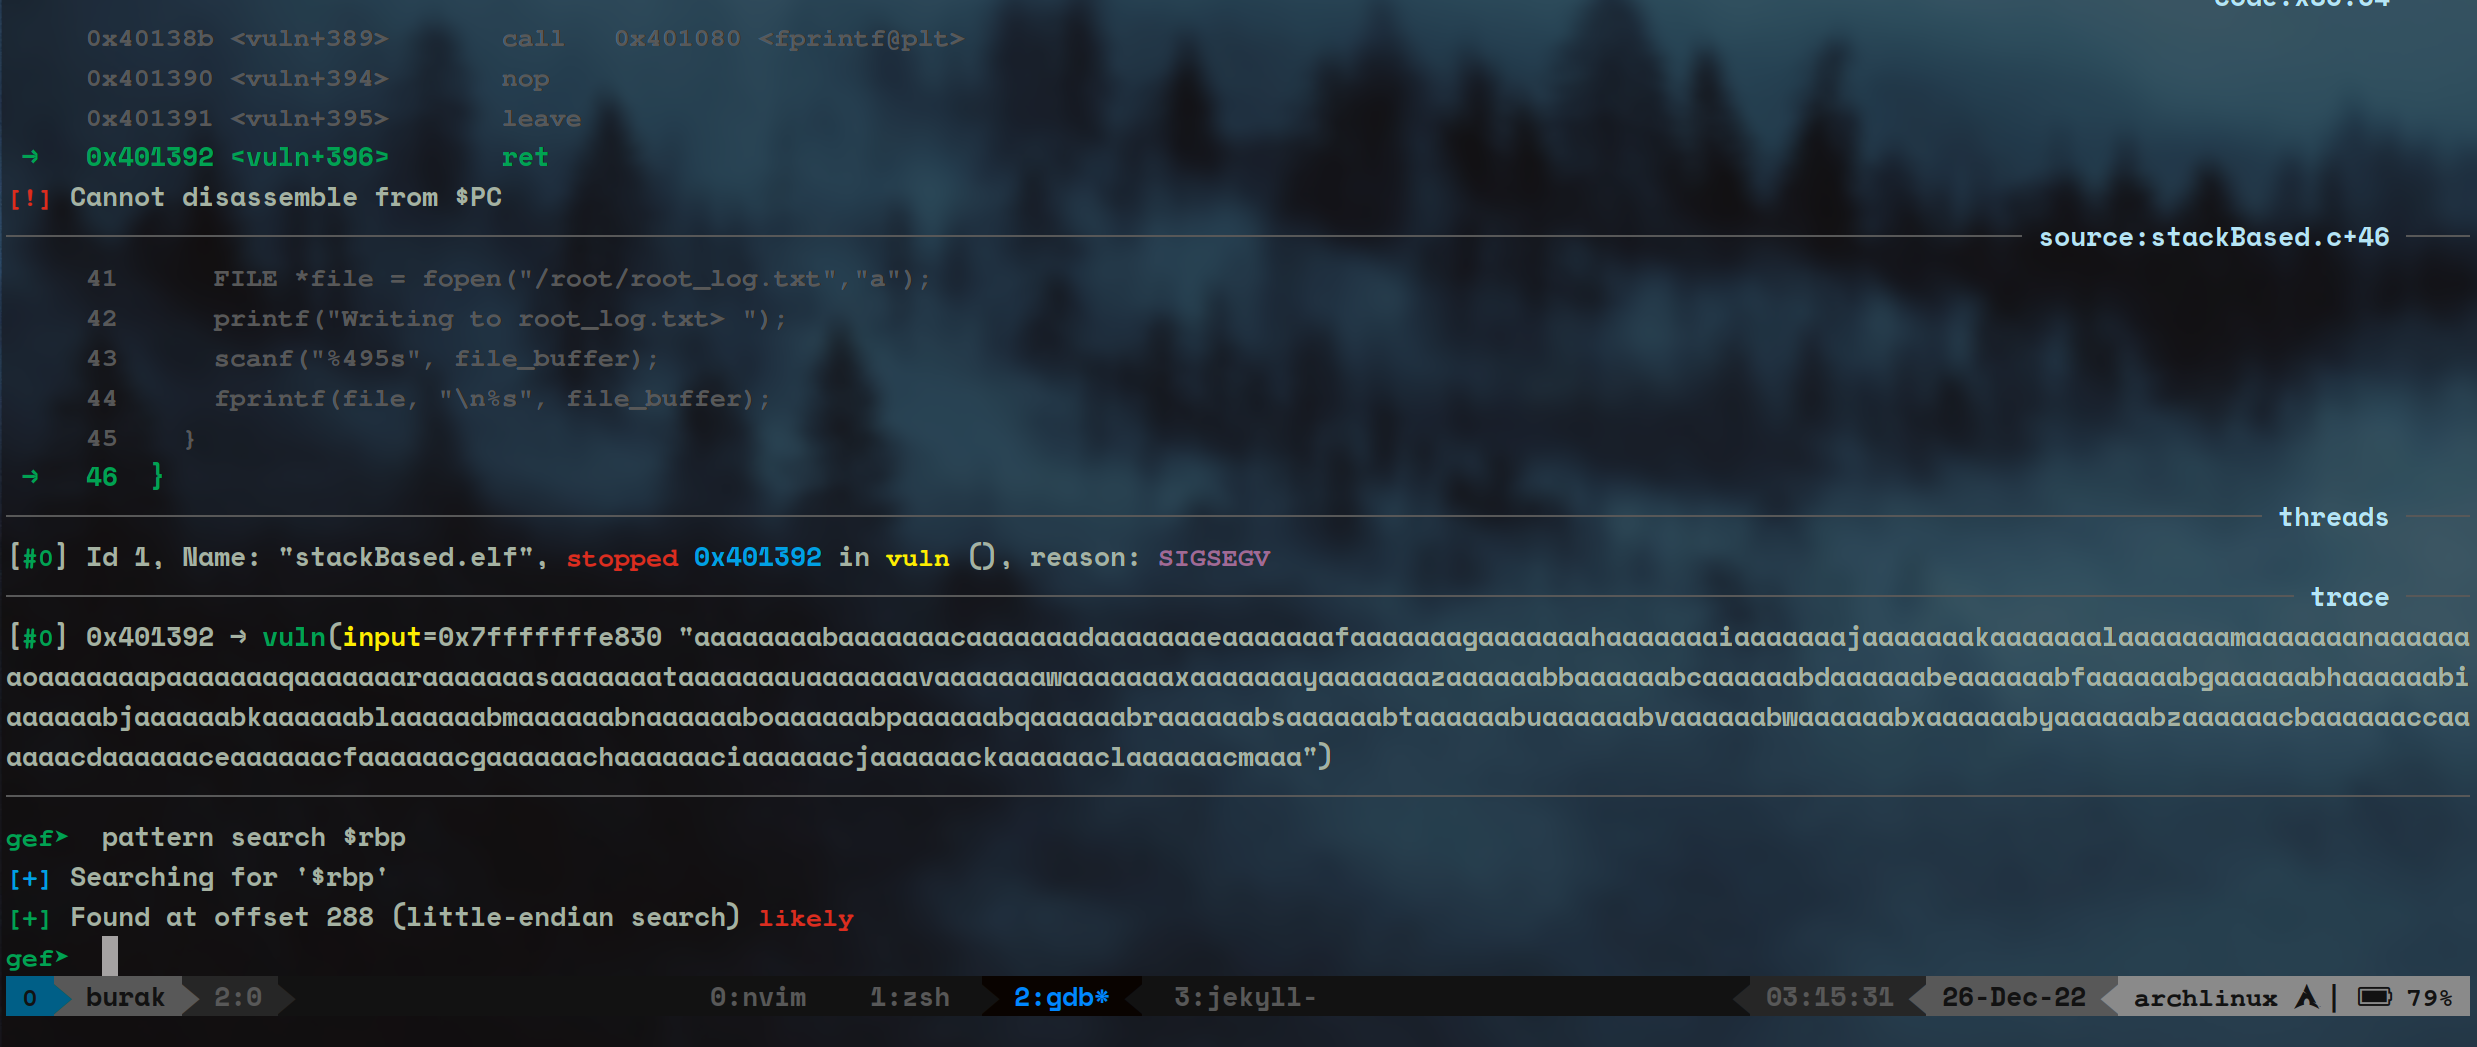 code:x86:64
0x40138b <vuln+389> call 0x401080 <fprintf@plt>
0x401390 <vuln+394> nop
0x401391 <vuln+395> leave
→ 0x401392 <vuln+396> ret
[!] Cannot disassemble from $PC
source:stackBased.c+46
41 FILE *file = fopen("/root/root_log.txt","a");
42 printf("Writing to root_log.txt> ");
43 scanf("%495s", file_buffer);
44 fprintf(file, "\n%s", file_buffer);
45 }
→ 46 }
threads
[#0] Id 1, Name: "stackBased.elf", stopped 0x401392 in vuln (), reason: SIGSEGV
trace
[#0] 0x401392 → vuln(input=0x7fffffffe830 "aaaaaaaabaaaaaaacaaaaaaadaaaaaaaeaaaaaaafaaaaaaagaaaaaaahaaaaaaaiaaaaaaajaaaaaaakaaaaaaalaaaaaaamaaaaaaanaaaaaa
aoaaaaaaapaaaaaaaqaaaaaaaraaaaaaasaaaaaaataaaaaaauaaaaaaavaaaaaaawaaaaaaaxaaaaaaayaaaaaaazaaaaaabbaaaaaabcaaaaaabdaaaaaabeaaaaaabfaaaaaabgaaaaaabhaaaaaabi
aaaaaabjaaaaaabkaaaaaablaaaaaabmaaaaaabnaaaaaaboaaaaaabpaaaaaabqaaaaaabraaaaaabsaaaaaabtaaaaaabuaaaaaabvaaaaaabwaaaaaabxaaaaaabyaaaaaabzaaaaaacbaaaaaaccaa
aaaacdaaaaaaceaaaaaacfaaaaaacgaaaaaachaaaaaaciaaaaaacjaaaaaackaaaaaaclaaaaaacmaaa")
gef➤ pattern search $rbp
[+] Searching for '$rbp'
[+] Found at offset 288 (little-endian search) likely
gef➤
0 burak 2:0 0:nvim 1:zsh 2:gdb* 3:jekyll- 03:15:31 26-Dec-22 archlinux | 79%